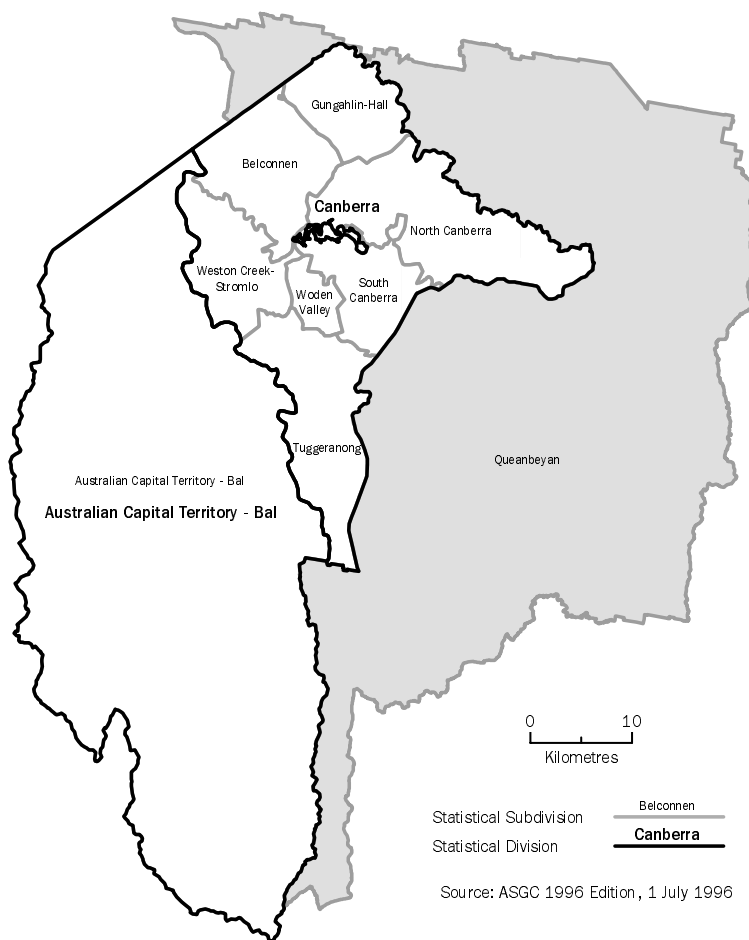 Gungahlin-Hall
Belconnen
Canberra
North Canberra
Weston Creek-
Stromlo
South
Canberra
Woden
Valley
Tuggeranong
Queanbeyan
Australian Capital Territory - Bal
Australian Capital Territory - Bal
0 10
Kilometres
Statistical Subdivision Belconnen
Statistical Division Canberra
Source: ASGC 1996 Edition, 1 July 1996